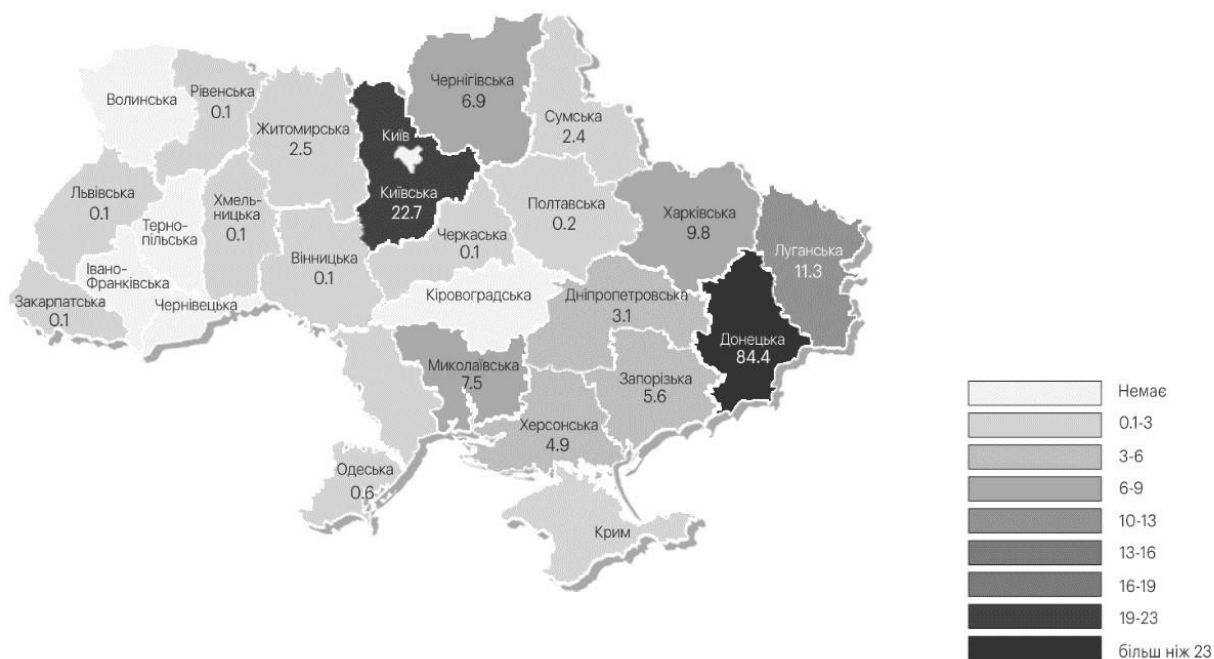 Волинська
Рівенська
0.1
Житомирська
2.5
Київ
Київська
22.7
Чернігівська
6.9
Сумська
2.4
Львівська
0.1
Терно-
пільська
Хмель-
ницька
0.1
Вінницька
0.1
Черкаська
0.1
Полтавська
0.2
Харківська
9.8
Луганська
11.3
Івано-
Франківська
Закарпатська
0.1
Чернівецька
Кіровоградська
Дніпропетровська
3.1
Донецька
84.4
Миколаївська
7.5
Запорізька
5.6
Херсонська
4.9
Одеська
0.6
Крим
Немає
0.1-3
3-6
6-9
10-13
13-16
16-19
19-23
більш ніж 23